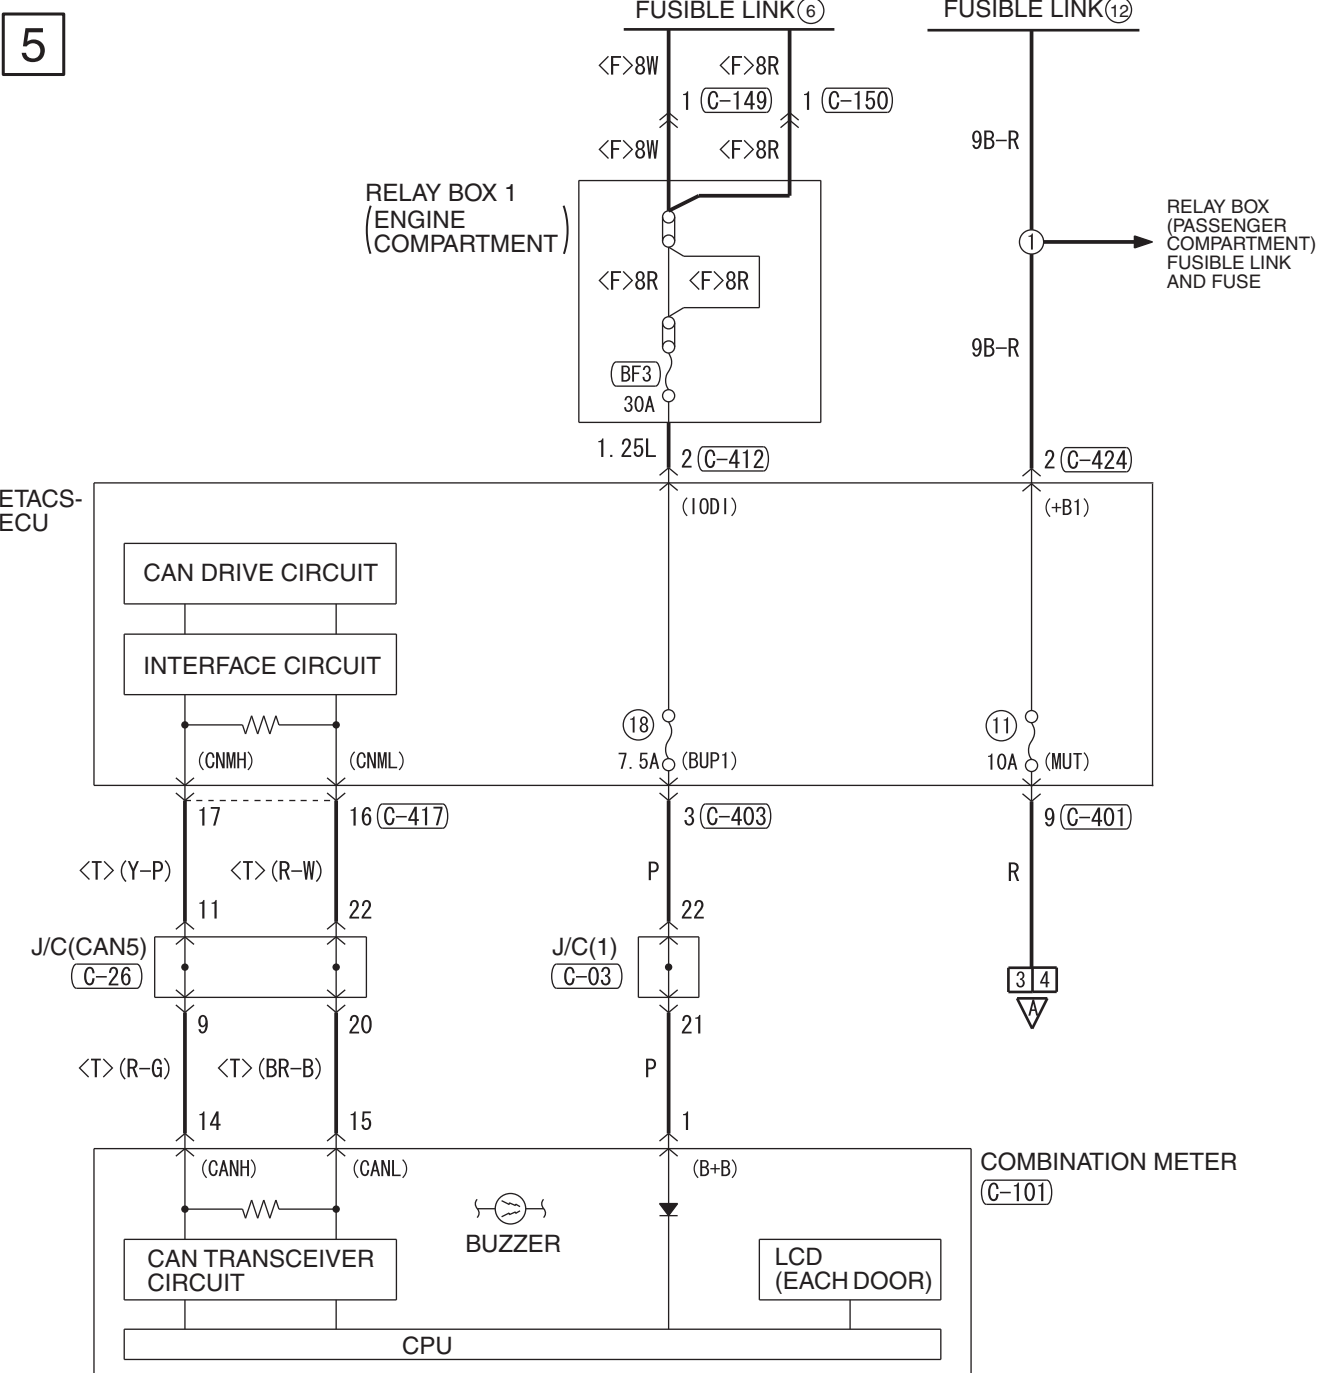 5
FUSIBLE LINK 6
FUSIBLE LINK 12
<F>8W
<F>8R
1 C-149
1 C-150
<F>8W
<F>8R
9B-R
RELAY BOX 1
(ENGINE
COMPARTMENT)
1
RELAY BOX
(PASSENGER
COMPARTMENT)
FUSIBLE LINK
AND FUSE
<F>8R
<F>8R
9B-R
BF3
30A
1.25L
2 C-412
2 C-424
ETACS-
ECU
(IODI)
(+B1)
CAN DRIVE CIRCUIT
INTERFACE CIRCUIT
18
11
(CNMH)
(CNML)
7.5A (BUP1)
10A (MUT)
17
16 C-417
3 C-403
9 C-401
<T>(Y-P)
<T>(R-W)
P
R
11
22
22
J/C(CAN5)
C-26
J/C(1)
C-03
3 4
A
9
20
21
<T>(R-G)
<T>(BR-B)
P
14
15
1
(CANH)
(CANL)
(B+B)
COMBINATION METER
C-101
BUZZER
CAN TRANSCEIVER
CIRCUIT
LCD
(EACH DOOR)
CPU